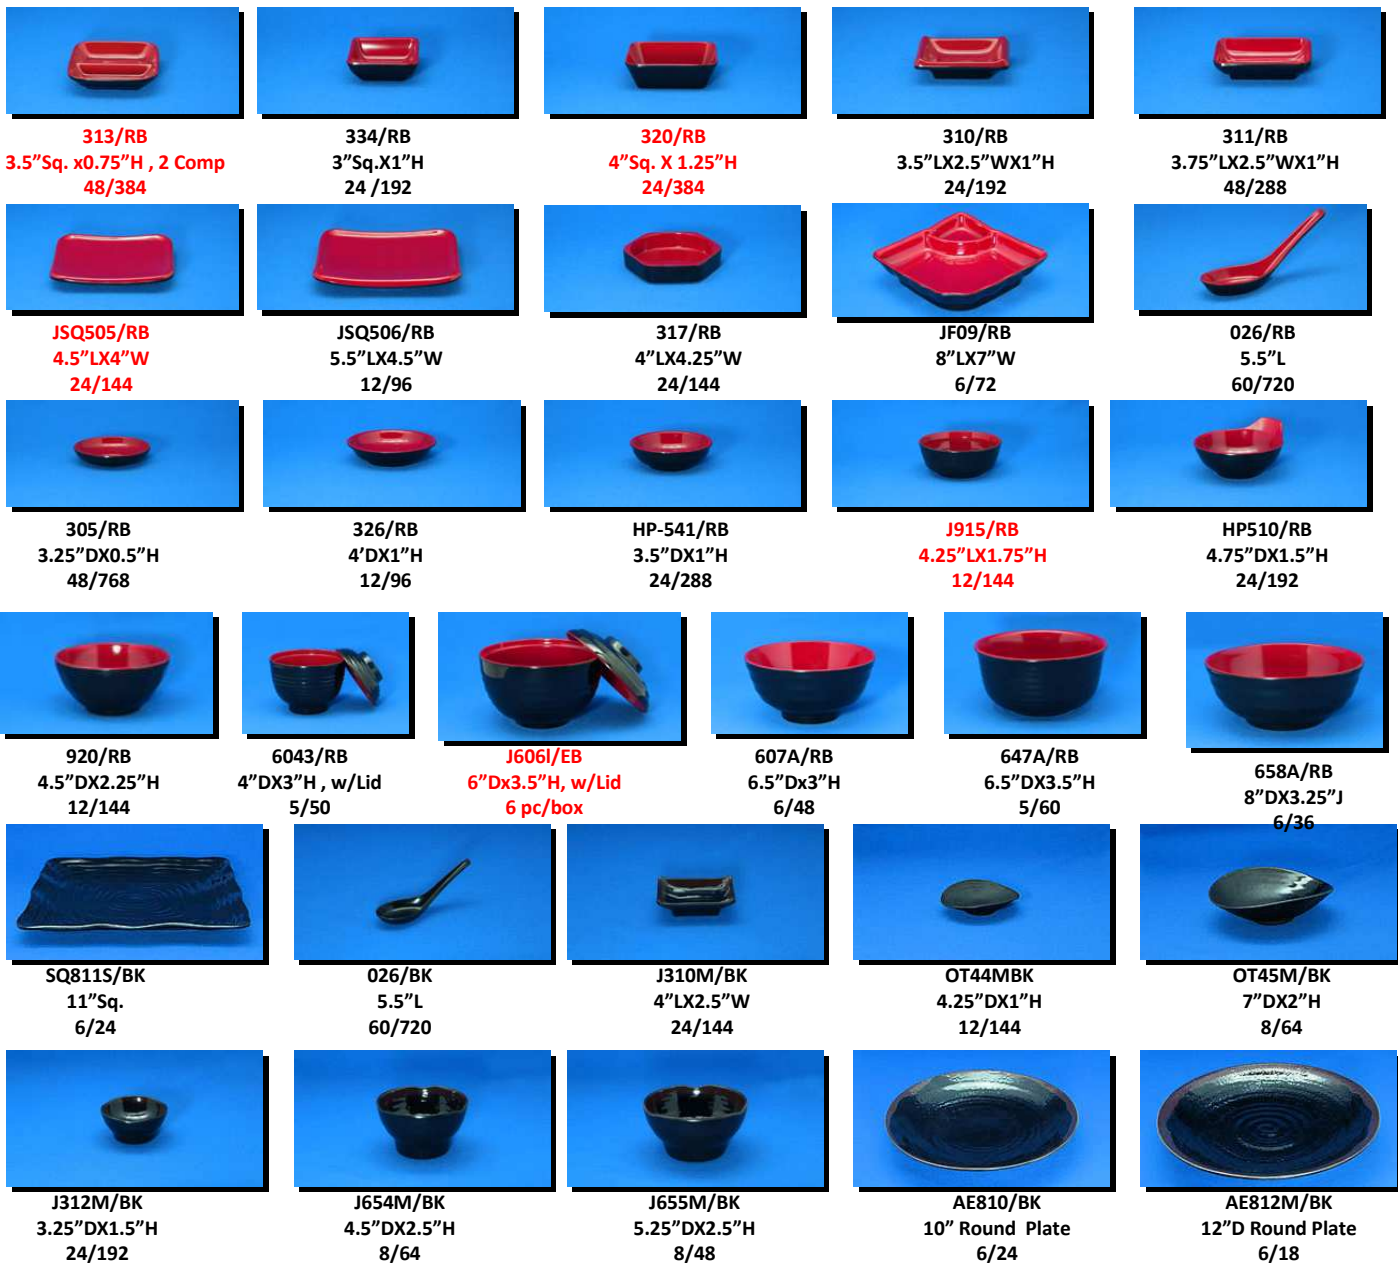 313/RB
3.5”Sq. x0.75”H , 2 Comp
48/384
334/RB
3”Sq.X1”H
24 /192
320/RB
4”Sq. X 1.25”H
24/384
310/RB
3.5”LX2.5”WX1”H
24/192
311/RB
3.75”LX2.5”WX1”H
48/288
JSQ505/RB
4.5”LX4”W
24/144
JSQ506/RB
5.5”LX4.5”W
12/96
317/RB
4”LX4.25”W
24/144
JF09/RB
8”LX7”W
6/72
026/RB
5.5”L
60/720
305/RB
3.25”DX0.5”H
48/768
326/RB
4’DX1”H
12/96
HP-541/RB
3.5”DX1”H
24/288
J915/RB
4.25”LX1.75”H
12/144
HP510/RB
4.75”DX1.5”H
24/192
920/RB
4.5”DX2.25”H
12/144
6043/RB
4”DX3”H , w/Lid
5/50
J606l/EB
6”Dx3.5”H, w/Lid
6 pc/box
607A/RB
6.5”Dx3”H
6/48
647A/RB
6.5”DX3.5”H
5/60
658A/RB
8”DX3.25”J
6/36
SQ811S/BK
11”Sq.
6/24
026/BK
5.5”L
60/720
J310M/BK
4”LX2.5”W
24/144
OT44MBK
4.25”DX1”H
12/144
OT45M/BK
7”DX2”H
8/64
J312M/BK
3.25”DX1.5”H
24/192
J654M/BK
4.5”DX2.5”H
8/64
J655M/BK
5.25”DX2.5”H
8/48
AE810/BK
10” Round  Plate
6/24
AE812M/BK
12”D Round Plate
6/18